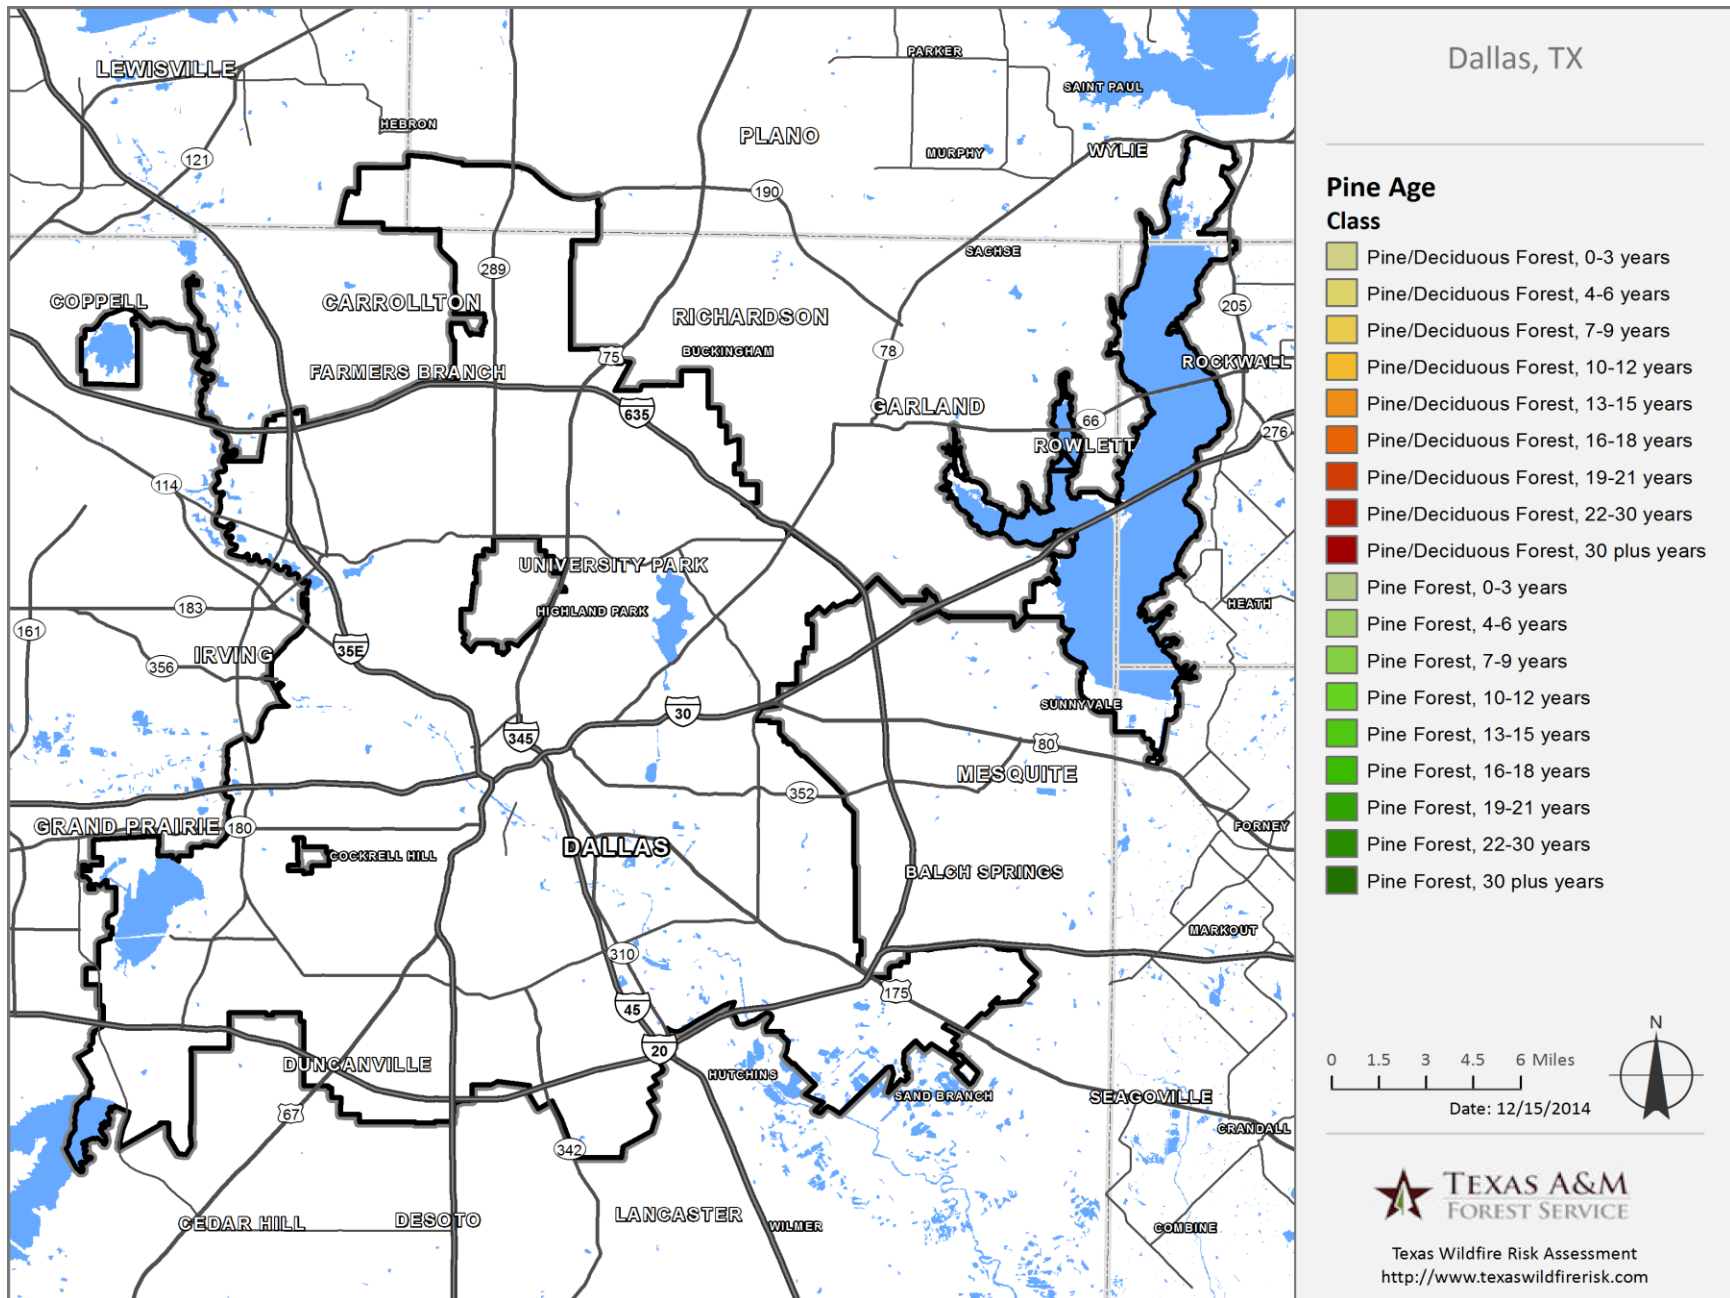 LEWISVILLE
HEBRON
121
PLANO
PARKER
SAINT PAUL
MURPHY
WYLIE
190
SACHSE
289
COPPELL
CARROLLTON
RICHARDSON
205
BUCKINGHAM
75
78
ROCKWALL
FARMERS BRANCH
635
GARLAND
66
276
ROWLETT
114
UNIVERSITY PARK
HIGHLAND PARK
183
161
HEATH
35E
IRVING
356
SUNNYVALE
30
345
80
MESQUITE
352
GRAND PRAIRIE
180
FORNEY
COCKRELL HILL
DALLAS
BALCH SPRINGS
MARKOUT
310
175
45
20
DUNCANVILLE
HUTCHINS
SAND BRANCH
SEAGOVILLE
67
CRANDALL
342
CEDAR HILL
DESOTO
LANCASTER
WILMER
COMBINE
Dallas, TX
Pine Age
Class
Pine/Deciduous Forest, 0-3 years
Pine/Deciduous Forest, 4-6 years
Pine/Deciduous Forest, 7-9 years
Pine/Deciduous Forest, 10-12 years
Pine/Deciduous Forest, 13-15 years
Pine/Deciduous Forest, 16-18 years
Pine/Deciduous Forest, 19-21 years
Pine/Deciduous Forest, 22-30 years
Pine/Deciduous Forest, 30 plus years
Pine Forest, 0-3 years
Pine Forest, 4-6 years
Pine Forest, 7-9 years
Pine Forest, 10-12 years
Pine Forest, 13-15 years
Pine Forest, 16-18 years
Pine Forest, 19-21 years
Pine Forest, 22-30 years
Pine Forest, 30 plus years
N
0 1.5 3 4.5 6 Miles
Date: 12/15/2014
TEXAS A&M
FOREST SERVICE
Texas Wildfire Risk Assessment
http://www.texaswildfirerisk.com